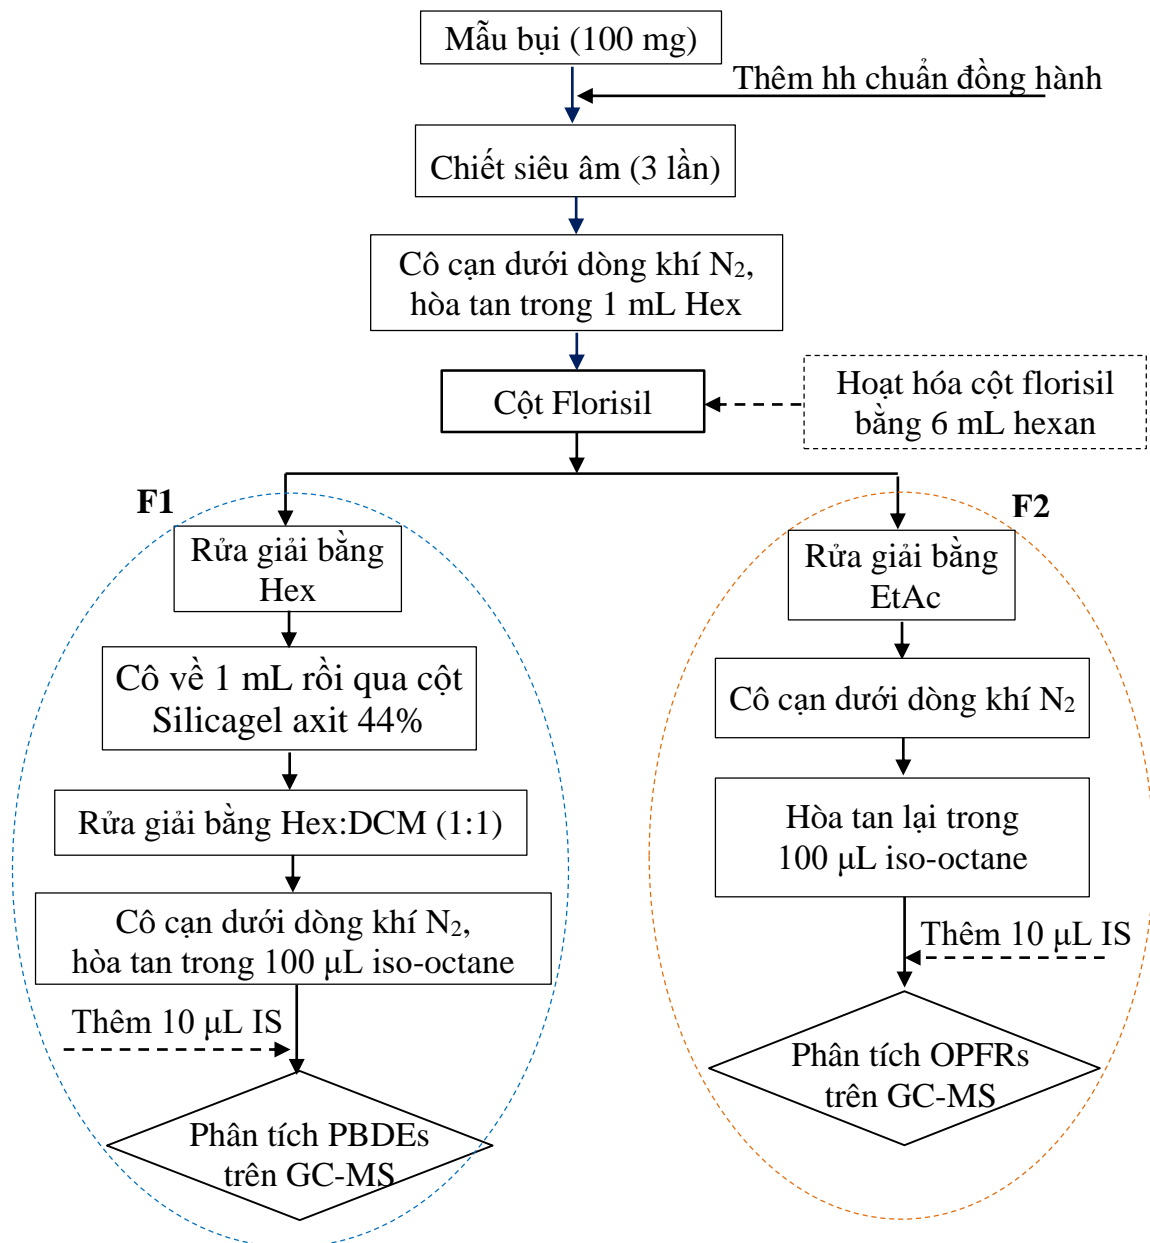 Mẫu bụi (100 mg)
Thêm hh chuẩn đồng hành
Chiết siêu âm (3 lần)
Cô cạn dưới dòng khí N₂,
hòa tan trong 1 mL Hex
Cột Florisil
Hoạt hóa cột florisil
bằng 6 mL hexan
F1
Rửa giải bằng
Hex
Cô về 1 mL rồi qua cột
Silicagel axit 44%
Rửa giải bằng Hex:DCM (1:1)
Cô cạn dưới dòng khí N₂,
hòa tan trong 100 μL iso-octane
Thêm 10 μL IS
Phân tích PBDEs
trên GC-MS
F2
Rửa giải bằng
EtAc
Cô cạn dưới dòng khí N₂
Hòa tan lại trong
100 μL iso-octane
Thêm 10 μL IS
Phân tích OPFRs
trên GC-MS